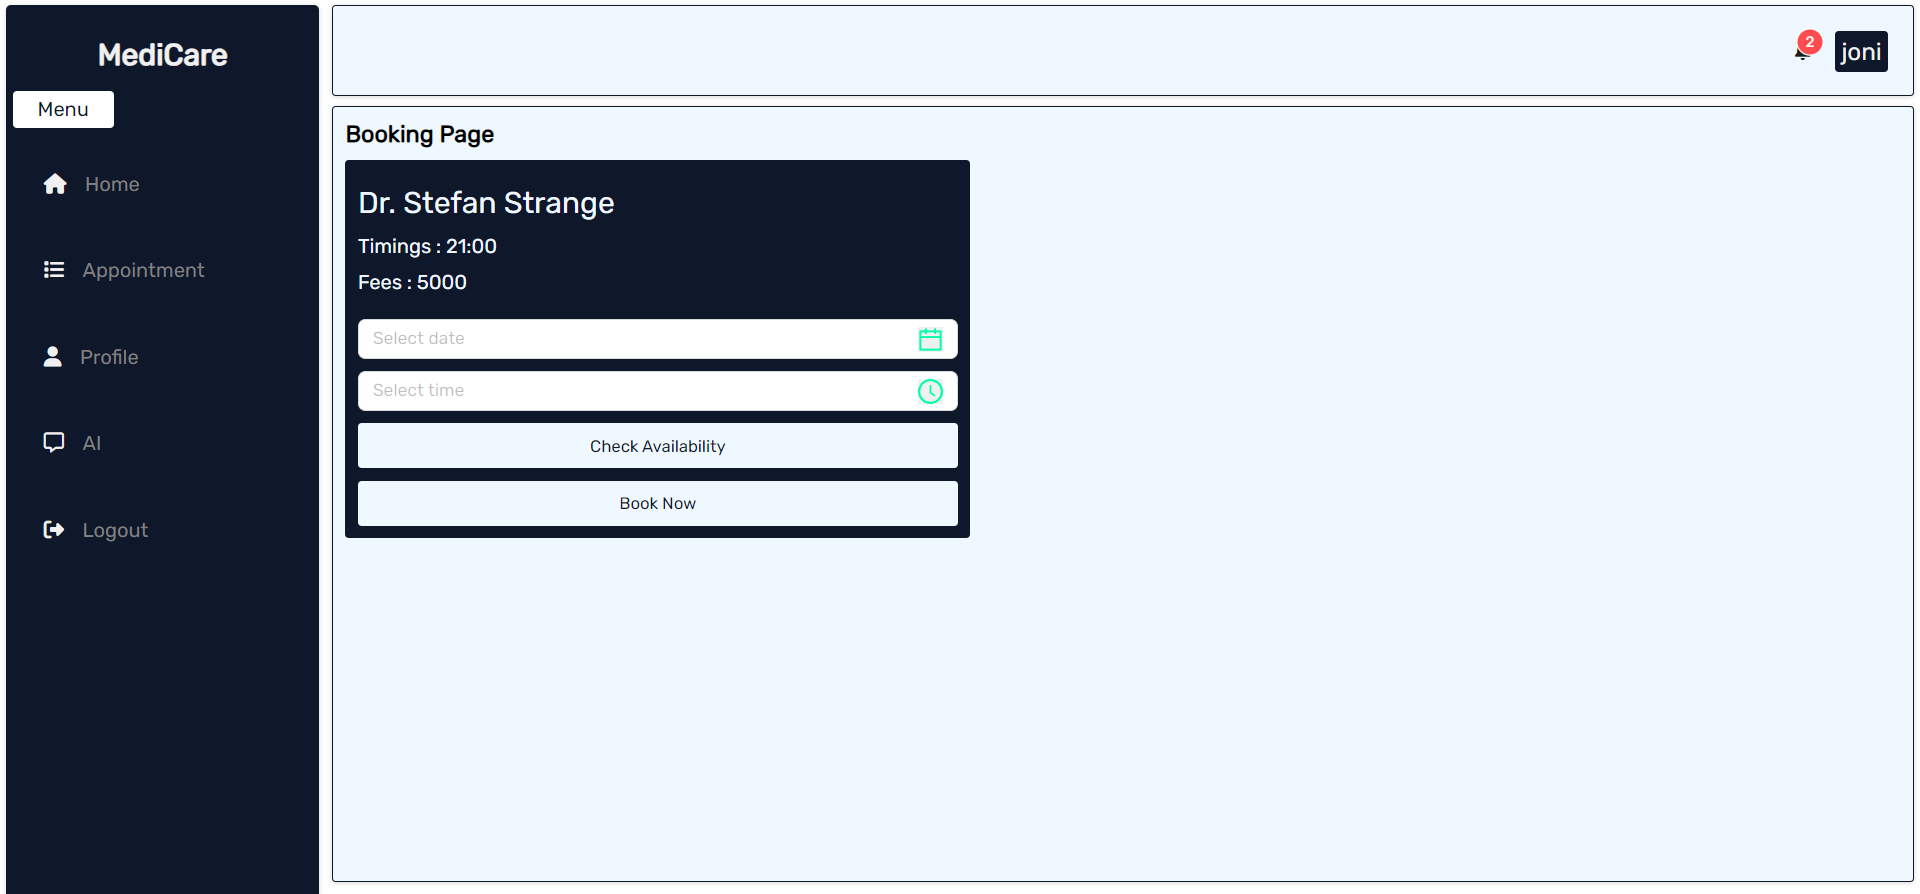 MediCare
Menu
Home
Appointment
Profile
AI
Logout
2
joni
Booking Page
Dr. Stefan Strange
Timings : 21:00
Fees : 5000
Select date
Select time
Check Availability
Book Now